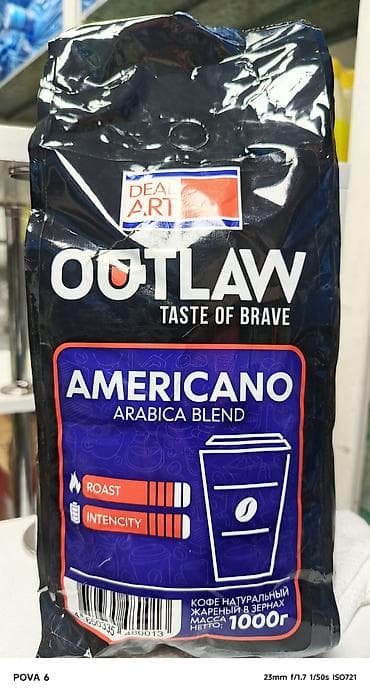 DEAL
ART
OUTLAW
TASTE OF BRAVE
AMERICANO
ARABICA BLEND
ROAST
INTENCITY
КОФЕ НАТУРАЛЬНЫЙ
ЖАРЕНЫЙ В ЗЕРНАХ
МАССА
НЕТТО: 1000г
POVA 6
23mm f/1.7 1/50s ISO721